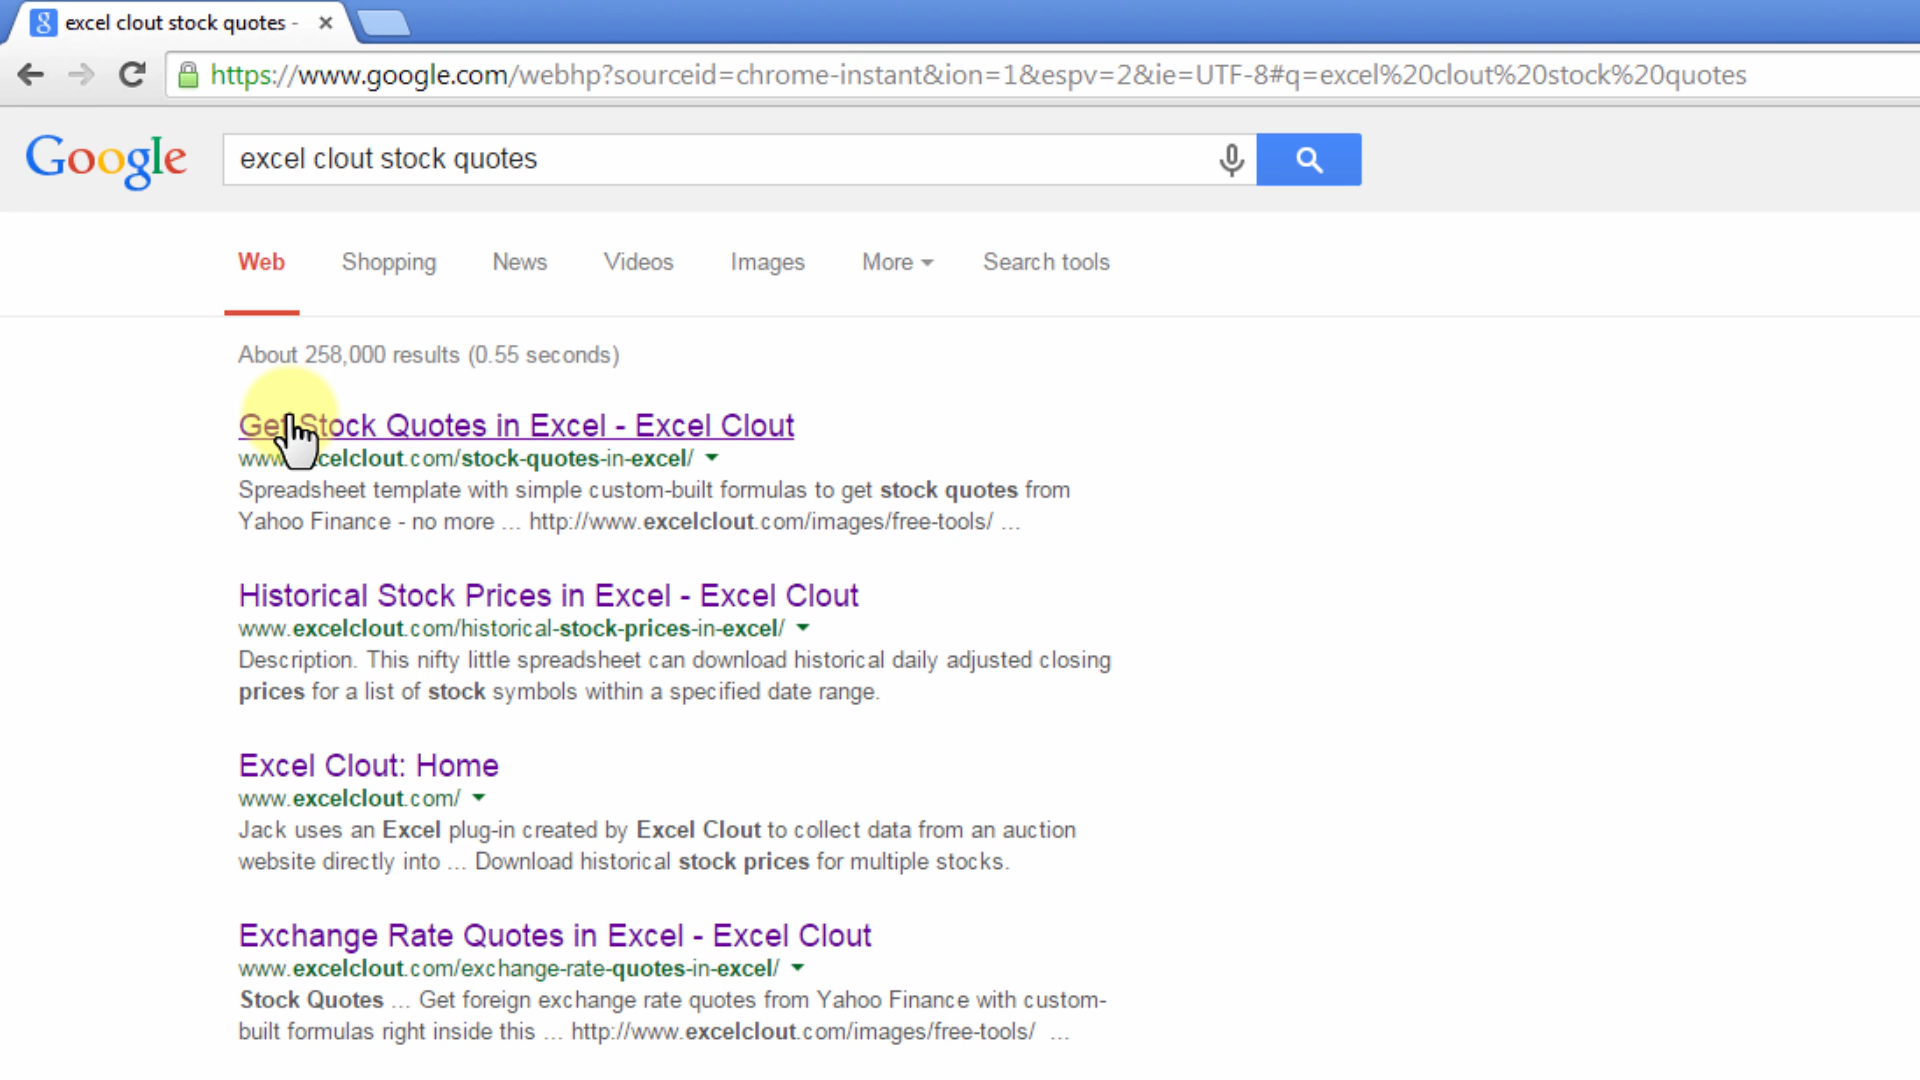 excel clout stock quotes -
https://www.google.com/webhp?sourceid=chrome-instant&ion=1&espv=2&ie=UTF-8#q=excel%20clout%20stock%20quotes
Google
excel clout stock quotes
Web Shopping News Videos Images More Search tools
About 258,000 results (0.55 seconds)
Get Stock Quotes in Excel - Excel Clout
www.excelclout.com/stock-quotes-in-excel/
Spreadsheet template with simple custom-built formulas to get stock quotes from
Yahoo Finance - no more ... http://www.excelclout.com/images/free-tools/ ...
Historical Stock Prices in Excel - Excel Clout
www.excelclout.com/historical-stock-prices-in-excel/
Description. This nifty little spreadsheet can download historical daily adjusted closing
prices for a list of stock symbols within a specified date range.
Excel Clout: Home
www.excelclout.com/
Jack uses an Excel plug-in created by Excel Clout to collect data from an auction
website directly into ... Download historical stock prices for multiple stocks.
Exchange Rate Quotes in Excel - Excel Clout
www.excelclout.com/exchange-rate-quotes-in-excel/
Stock Quotes ... Get foreign exchange rate quotes from Yahoo Finance with custom-
built formulas right inside this ... http://www.excelclout.com/images/free-tools/ ...